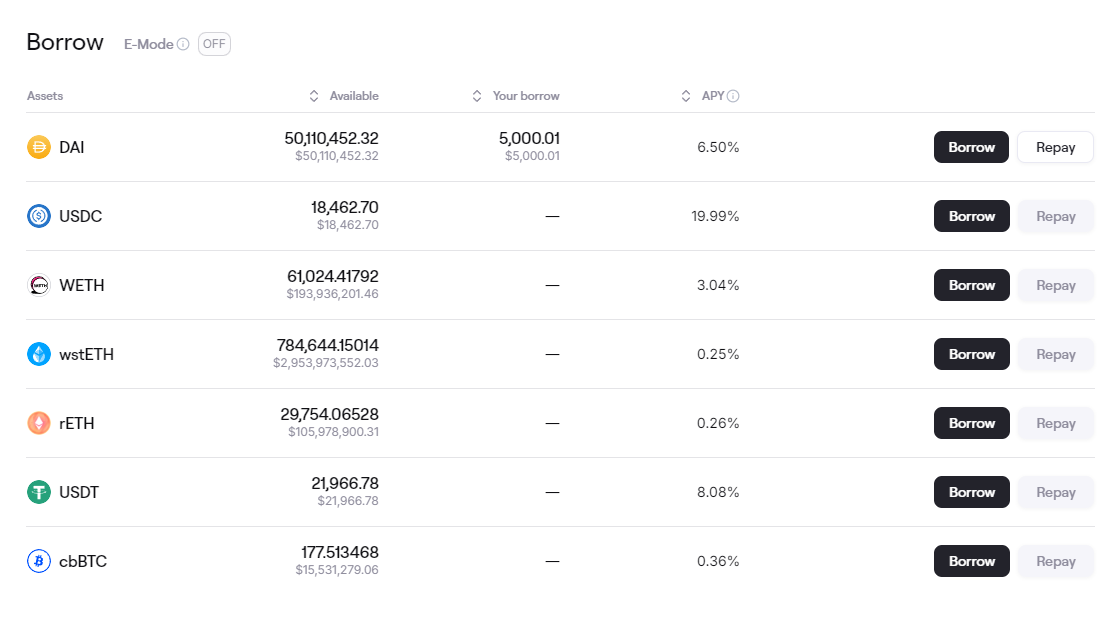 Borrow E-Mode OFF
Assets Available Your borrow APY
DAI 50,110,452.32 5,000.01 6.50% Borrow Repay
$50,110,452.32 $5,000.01
USDC 18,462.70 — 19.99% Borrow Repay
$18,462.70
WETH 61,024.41792 — 3.04% Borrow Repay
$193,936,201.46
wstETH 784,644.15014 — 0.25% Borrow Repay
$2,953,973,552.03
rETH 29,754.06528 — 0.26% Borrow Repay
$105,978,900.31
USDT 21,966.78 — 8.08% Borrow Repay
$21,966.78
cbBTC 177.513468 — 0.36% Borrow Repay
$15,531,279.06